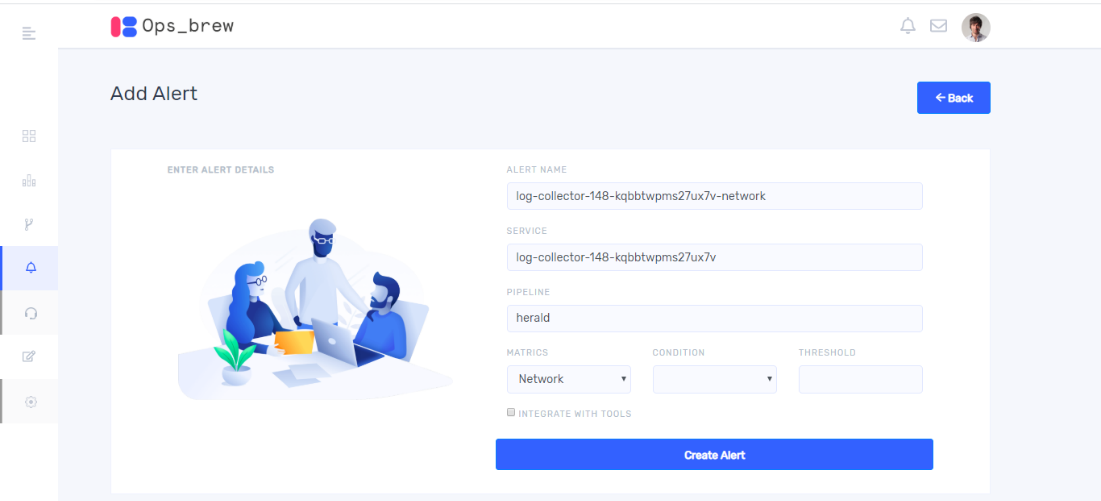 Ops_brew
Add Alert
Back
ENTER ALERT DETAILS
ALERT NAME
log-collector-148-kqbbtwpms27ux7v-network
SERVICE
log-collector-148-kqbbtwpms27ux7v
PIPELINE
herald
MATRICS CONDITION THRESHOLD
Network
INTEGRATE WITH TOOLS
Create Alert